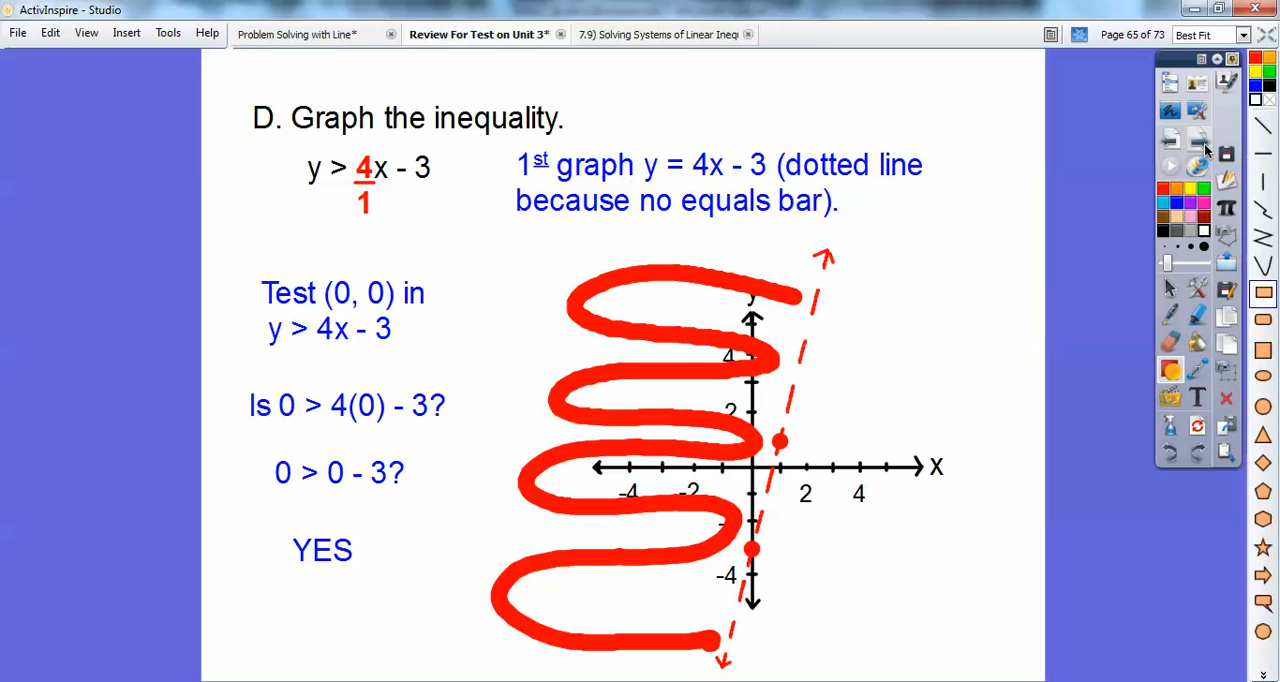 ActivInspire - Studio
File Edit View Insert Tools Help
Problem Solving with Line*
Review For Test on Unit 3*
7.9) Solving Systems of Linear Inequ
Page 65 of 73
Best Fit
D. Graph the inequality.
y > 4/1 x - 3
1st graph y = 4x - 3 (dotted line
because no equals bar).
Test (0, 0) in
y > 4x - 3
Is 0 > 4(0) - 3?
0 > 0 - 3?
YES
y
4
2
x
-4 -2 2 4
-4